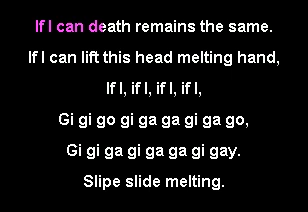 If I can death remains the same.
If I can lift this head melting hand,
If I, if I, if I, if I,
Gi gi go gi ga ga gi ga go,
Gi gi ga gi ga ga gi gay.
Slipe slide melting.